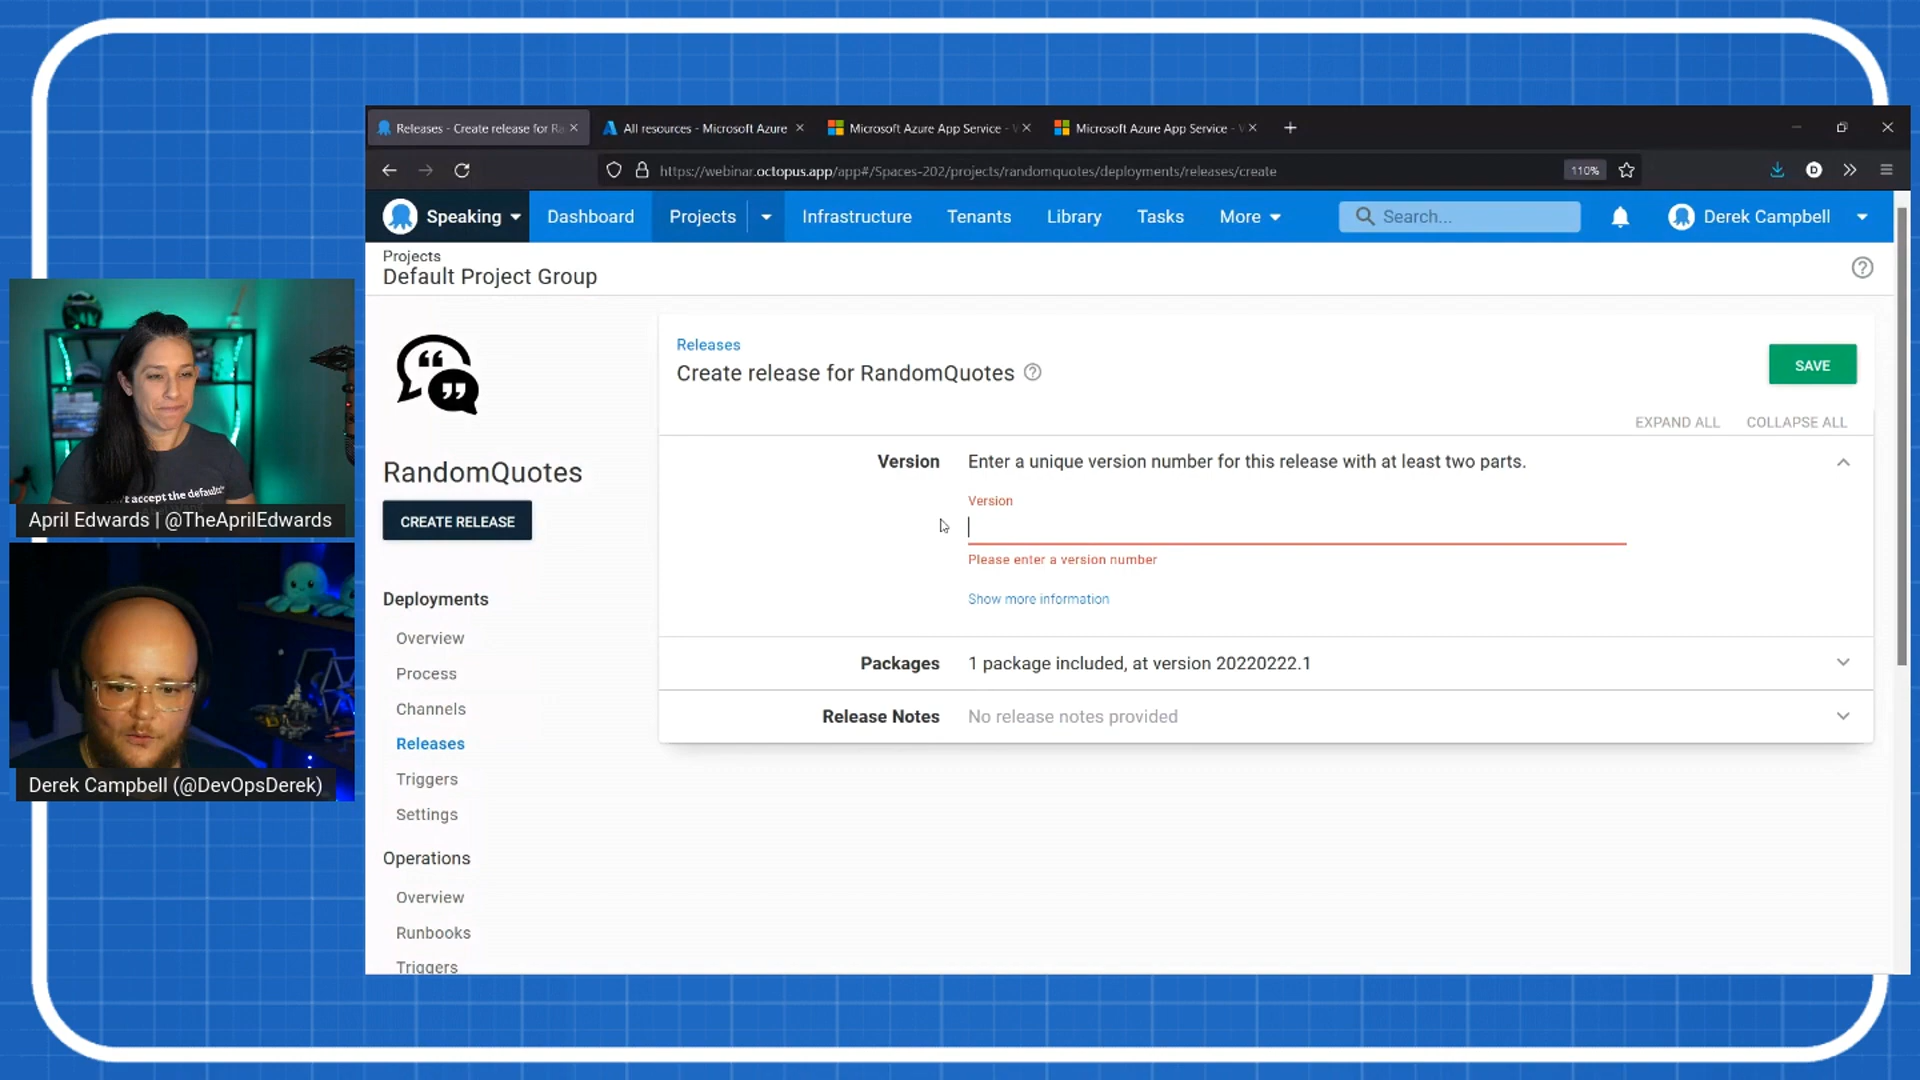 Releases - Create release for Ra
All resources - Microsoft Azure
Microsoft Azure App Service - V
Microsoft Azure App Service - V
https://webinar.octopus.app/app#/Spaces-202/projects/randomquotes/deployments/releases/create
110%
D
Speaking
Dashboard
Projects
Infrastructure
Tenants
Library
Tasks
More
Search...
Derek Campbell
Projects
Default Project Group
RandomQuotes
CREATE RELEASE
Deployments
Overview
Process
Channels
Releases
Triggers
Settings
Operations
Overview
Runbooks
Triggers
Releases
Create release for RandomQuotes
SAVE
EXPAND ALL
COLLAPSE ALL
Version
Enter a unique version number for this release with at least two parts.
Version
Please enter a version number
Show more information
Packages
1 package included, at version 20220222.1
Release Notes
No release notes provided
't accept the defaults
April Edwards | @TheAprilEdwards
Derek Campbell (@DevOpsDerek)